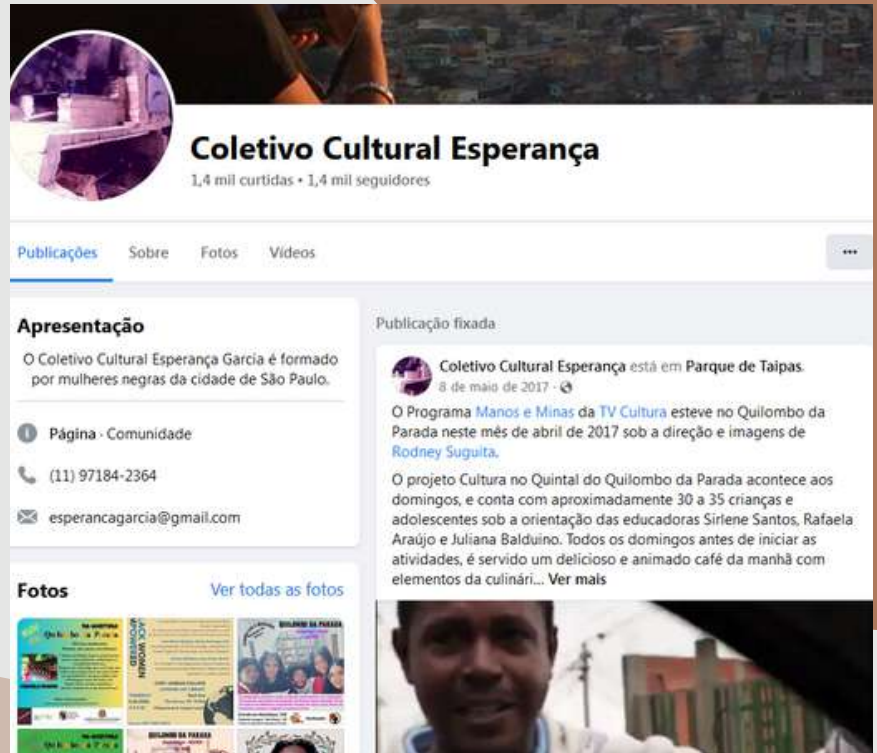 Coletivo Cultural Esperança
1,4 mil curtidas • 1,4 mil seguidores
Publicações Sobre Fotos Vídeos
Apresentação
O Coletivo Cultural Esperança Garcia é formado
por mulheres negras da cidade de São Paulo.
Página · Comunidade
(11) 97184-2364
esperancagarcia@gmail.com
Fotos Ver todas as fotos
QUILOMBO DA PARADA
Publicação fixada
Coletivo Cultural Esperança está em Parque de Taipas.
8 de maio de 2017 ·
O Programa Manos e Minas da TV Cultura esteve no Quilombo da
Parada neste mês de abril de 2017 sob a direção e imagens de
Rodney Suguita.
O projeto Cultura no Quintal do Quilombo da Parada acontece aos
domingos, e conta com aproximadamente 30 a 35 crianças e
adolescentes sob a orientação das educadoras Sirlene Santos, Rafaela
Araújo e Juliana Balduino. Todos os domingos antes de iniciar as
atividades, é servido um delicioso e animado café da manhã com
elementos da culinári... Ver mais